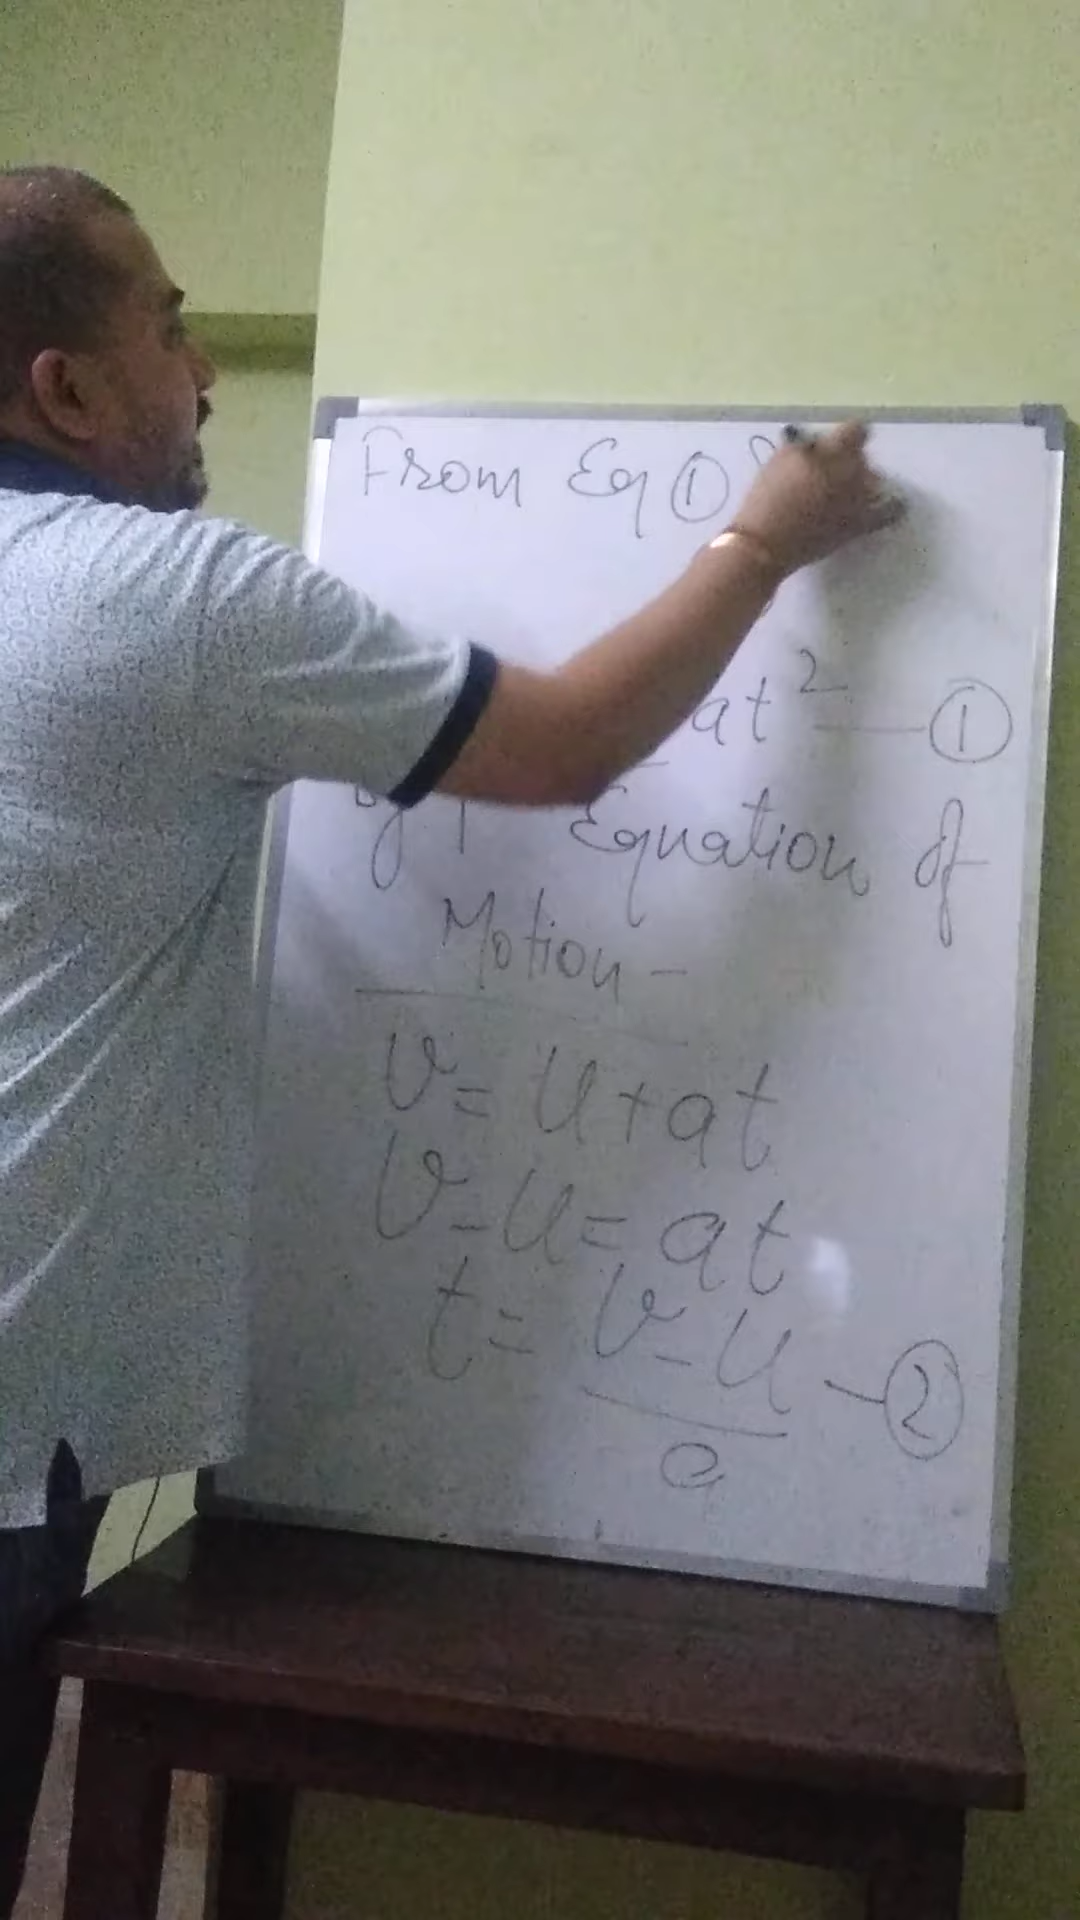 From Eq ①
at² — ①
Equation of
Motion -
v = u + at
v - u = at
t = v - u — ②
a